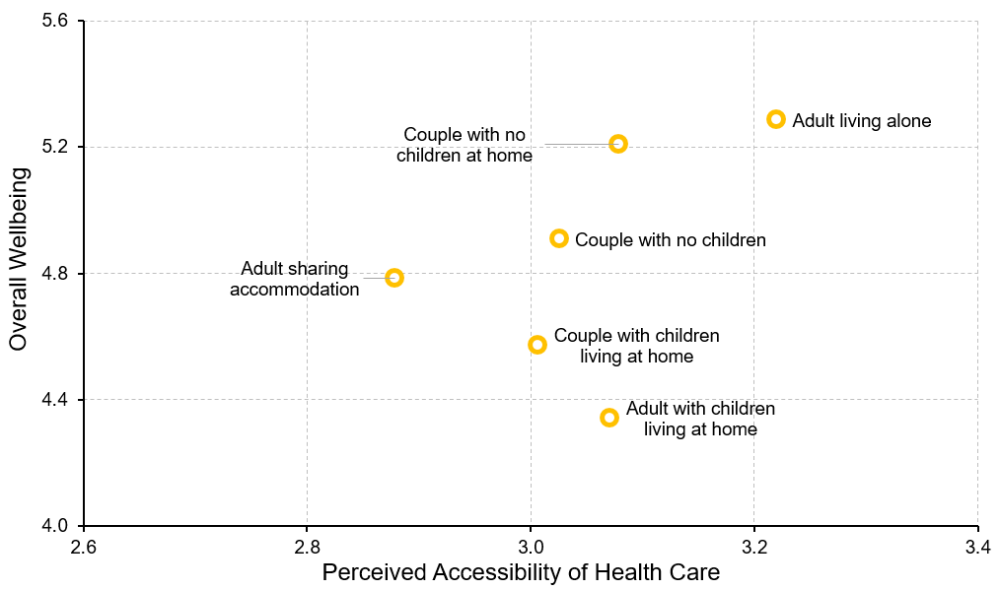 5.6
5.2
4.8
4.4
4.0
Overall Wellbeing
Adult living alone
Couple with no
children at home
Couple with no children
Adult sharing
accommodation
Couple with children
living at home
Adult with children
living at home
2.6
2.8
3.0
3.2
3.4
Perceived Accessibility of Health Care